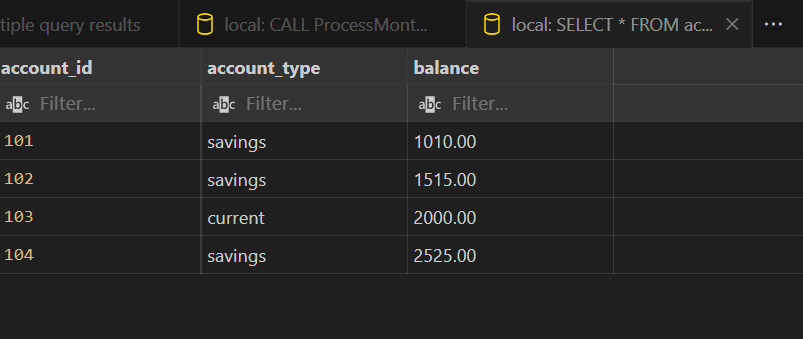 tiple query results local: CALL ProcessMont... local: SELECT * FROM ac... ...
account_id account_type balance
abc Filter... abc Filter... abc Filter...
101 savings 1010.00
102 savings 1515.00
103 current 2000.00
104 savings 2525.00